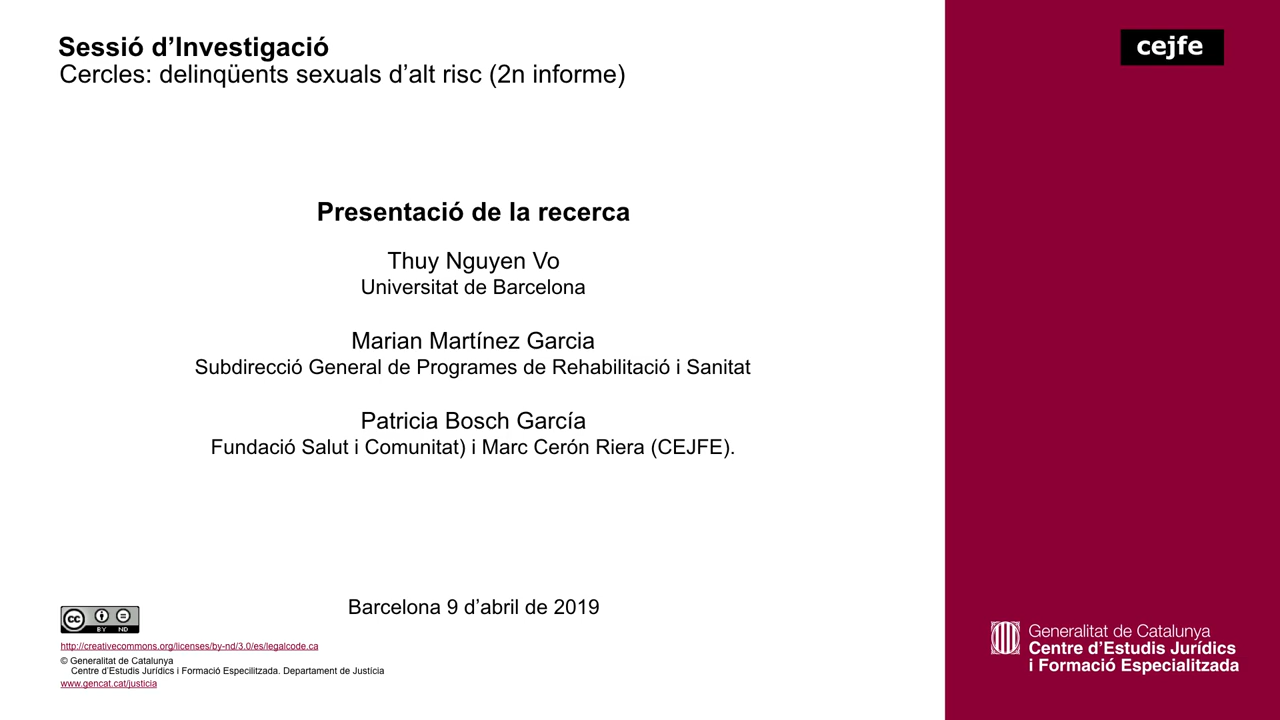 Sessió d’Investigació
Cercles: delinqüents sexuals d’alt risc (2n informe)
cejfe
Presentació de la recerca
Thuy Nguyen Vo
Universitat de Barcelona
Marian Martínez Garcia
Subdirecció General de Programes de Rehabilitació i Sanitat
Patricia Bosch García
Fundació Salut i Comunitat) i Marc Cerón Riera (CEJFE).
Barcelona 9 d’abril de 2019
cc BY ND
http://creativecommons.org/licenses/by-nd/3.0/es/legalcode.ca
© Generalitat de Catalunya
Centre d’Estudis Jurídics i Formació Especilitzada. Departament de Justícia
www.gencat.cat/justicia
Generalitat de Catalunya
Centre d’Estudis Jurídics
i Formació Especialitzada